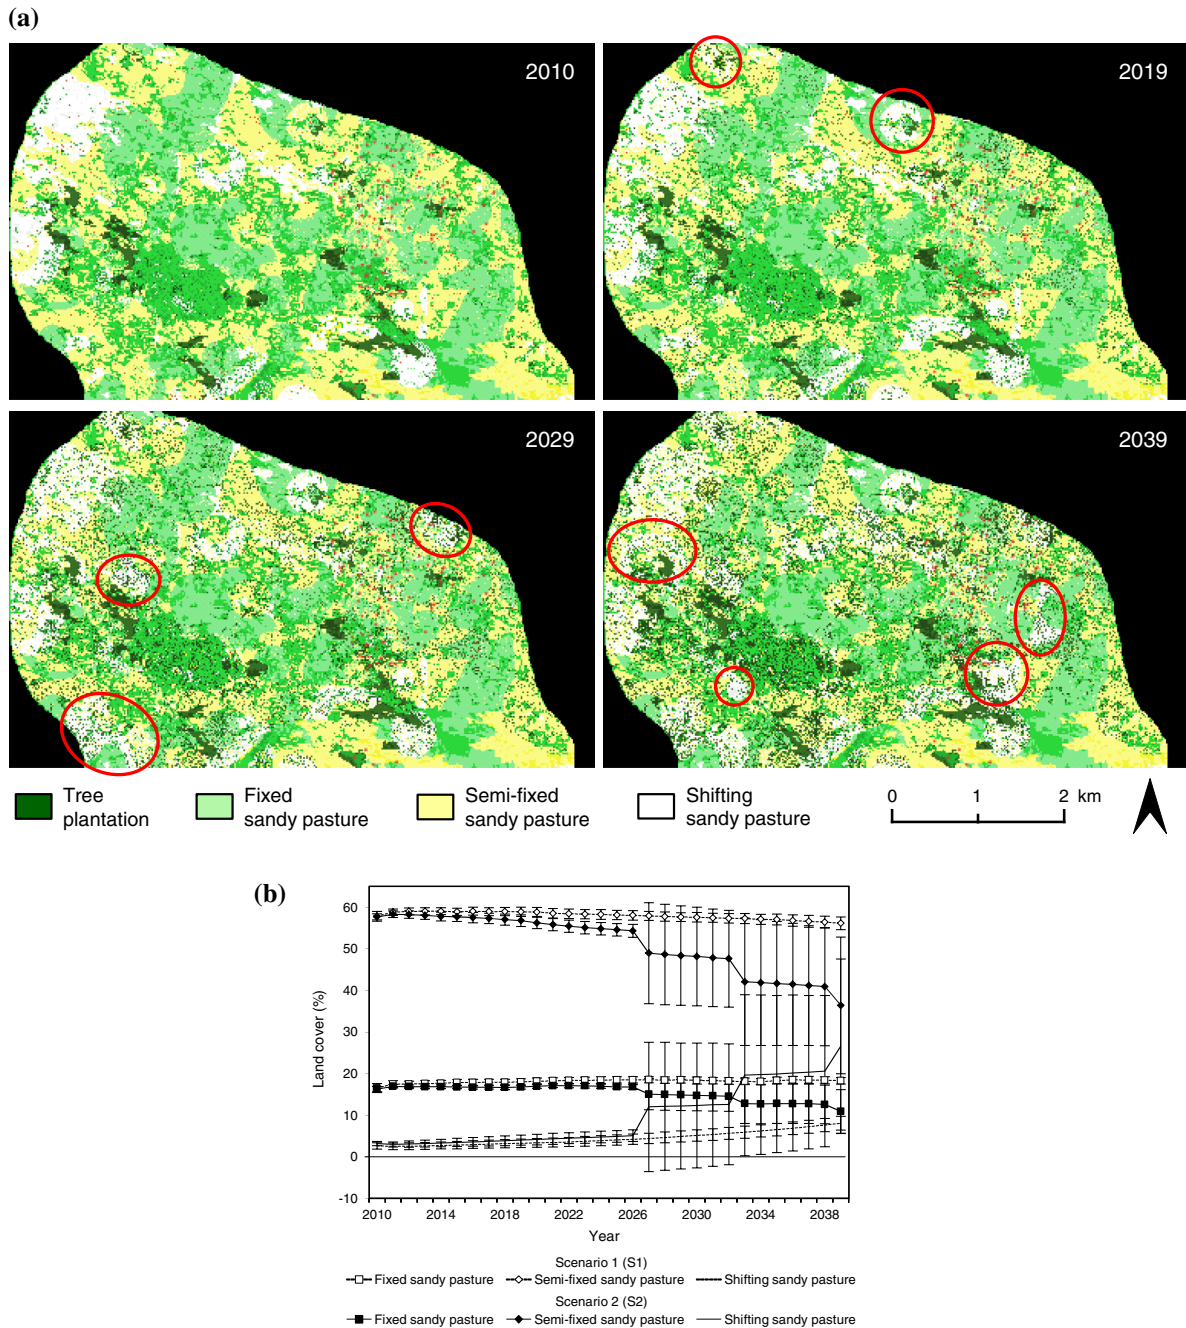 (a)
2010
2019
2029
2039
Tree plantation
Fixed sandy pasture
Semi-fixed sandy pasture
Shifting sandy pasture
0 1 2 km
(b)
60
50
40
30
20
10
0
-10
Land cover (%)
2010 2014 2018 2022 2026 2030 2034 2038
Year
Scenario 1 (S1)
Fixed sandy pasture Semi-fixed sandy pasture Shifting sandy pasture
Scenario 2 (S2)
Fixed sandy pasture Semi-fixed sandy pasture Shifting sandy pasture